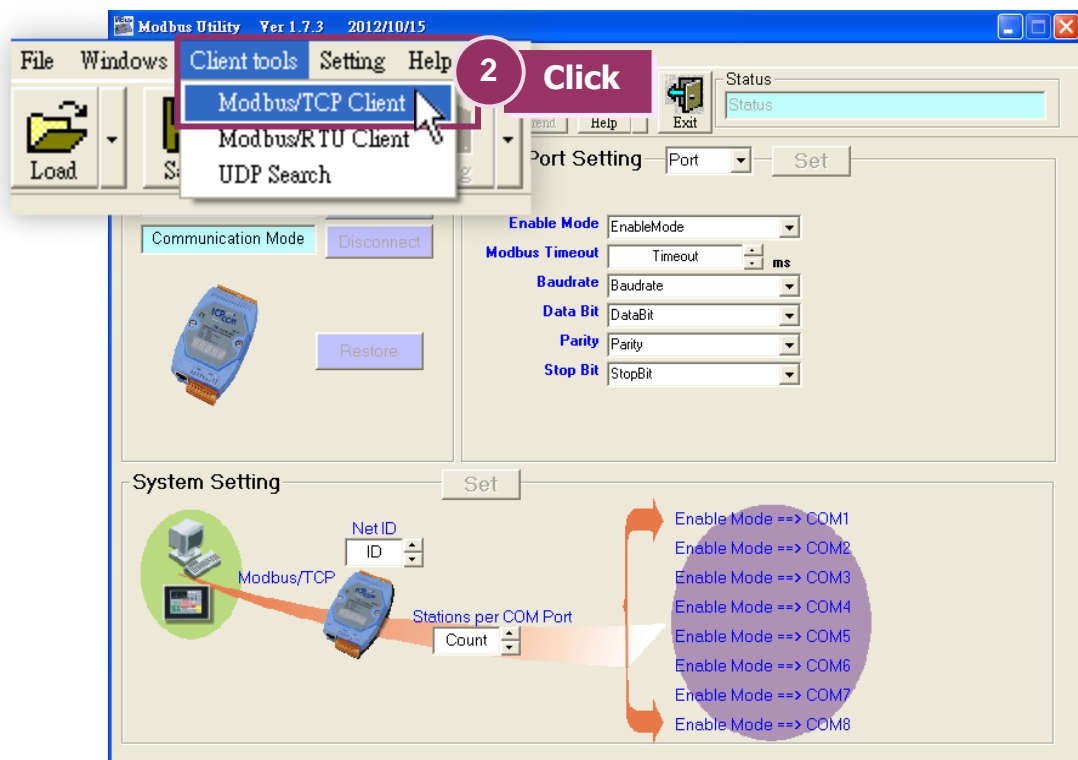 Modbus Utility Ver 1.7.3 2012/10/15
File Windows Client tools Setting Help
2 Click
Modbus/TCP Client
Modbus/RTU Client
UDP Search
Load
Help
Exit
Status
Status
Port Setting Port Set
Communication Mode Disconnect
Restore
Enable Mode EnableMode
Modbus Timeout Timeout ms
Baudrate Baudrate
Data Bit DataBit
Parity Parity
Stop Bit StopBit
System Setting Set
Net ID
ID
Modbus/TCP
Stations per COM Port
Count
Enable Mode ==> COM1
Enable Mode ==> COM2
Enable Mode ==> COM3
Enable Mode ==> COM4
Enable Mode ==> COM5
Enable Mode ==> COM6
Enable Mode ==> COM7
Enable Mode ==> COM8